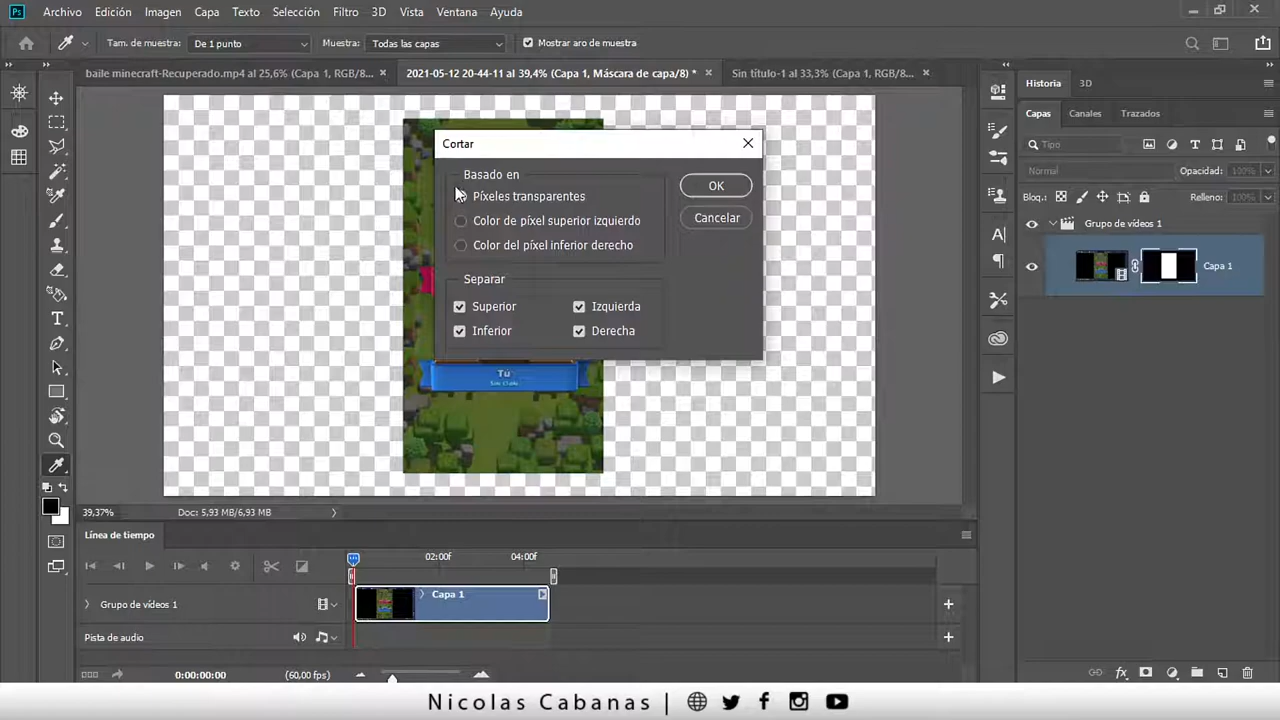 Ps Archivo Edición Imagen Capa Texto Selección Filtro 3D Vista Ventana Ayuda
Tam. de muestra: De 1 punto Muestra: Todas las capas Mostrar aro de muestra
baile minecraft-Recuperado.mp4 al 25,6% (Capa 1, RGB/8... 2021-05-12 20-44-11 al 39,4% (Capa 1, Máscara de capa/8) * Sin título-1 al 33,3% (Capa 1, RGB/8...
Historia 3D
Capas Canales Trazados
Tipo
Normal Opacidad: 100%
Bloq.: Relleno: 100%
Grupo de vídeos 1
Capa 1
Cortar
Basado en
Píxeles transparentes
Color de píxel superior izquierdo
Color del píxel inferior derecho
OK
Cancelar
Separar
Superior Izquierda
Inferior Derecha
Tú
Sin clan
39,37% Doc: 5,93 MB/6,93 MB
Línea de tiempo
02:00f 04:00f
Grupo de vídeos 1 Capa 1
Pista de audio
0:00:00:00 (60,00 fps)
Nicolas Cabanas |